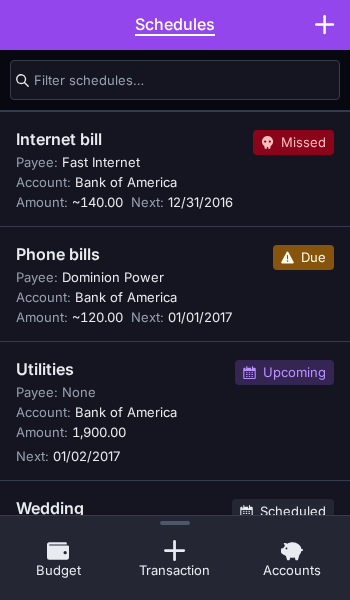 Schedules
Filter schedules…
Internet bill
Missed
Payee: Fast Internet
Account: Bank of America
Amount: ~140.00 Next: 12/31/2016
Phone bills
Due
Payee: Dominion Power
Account: Bank of America
Amount: ~120.00 Next: 01/01/2017
Utilities
Upcoming
Payee: None
Account: Bank of America
Amount: 1,900.00
Next: 01/02/2017
Wedding
Scheduled
Budget
Transaction
Accounts